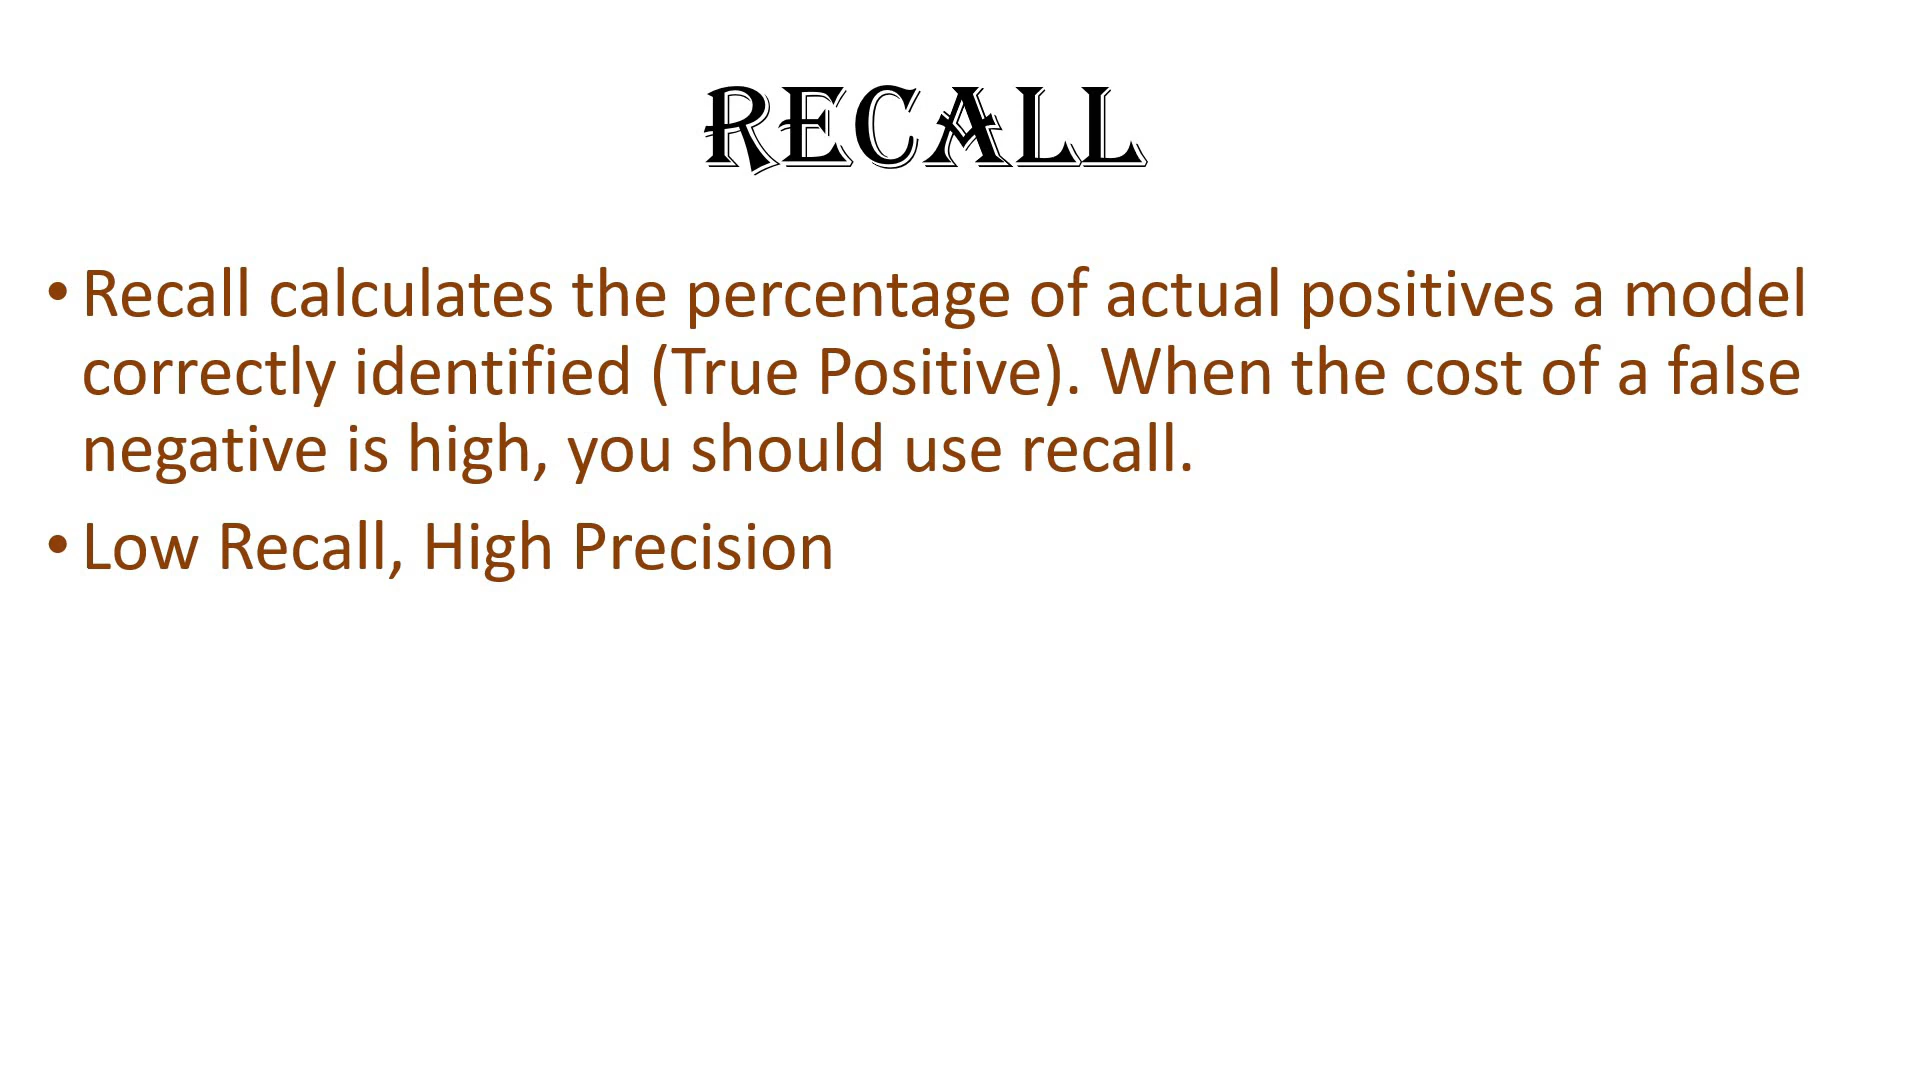 RECALL
• Recall calculates the percentage of actual positives a model
correctly identified (True Positive). When the cost of a false
negative is high, you should use recall.
• Low Recall, High Precision